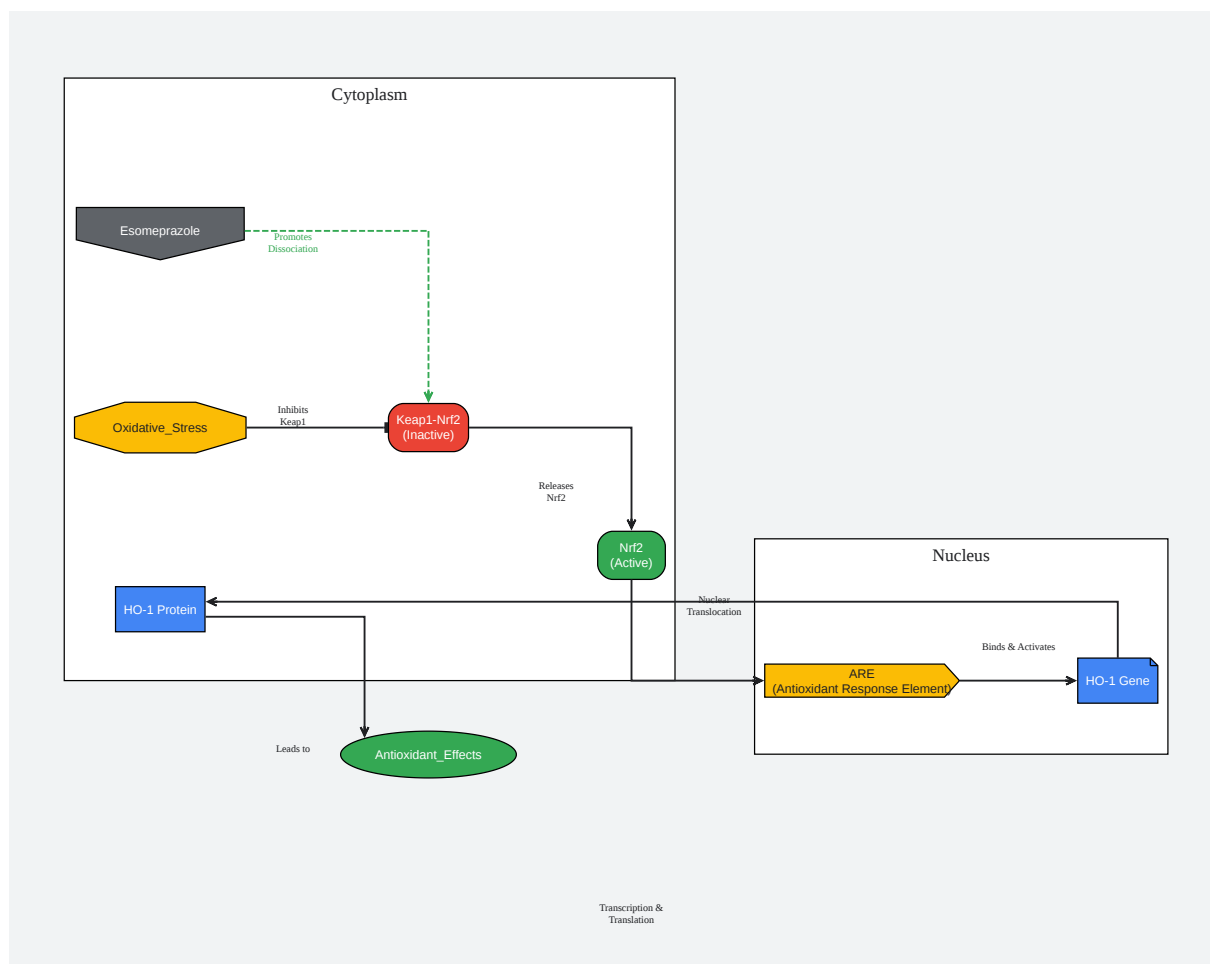 Cytoplasm
Esomeprazole
Promotes
Dissociation
Inhibits
Keap1
Oxidative_Stress
Keap1-Nrf2
(Inactive)
Releases
Nrf2
Nrf2
(Active)
Nucleus
HO-1 Protein
Nuclear
Translocation
Binds & Activates
ARE
(Antioxidant Response Element)
HO-1 Gene
Leads to
Antioxidant_Effects
Transcription &
Translation